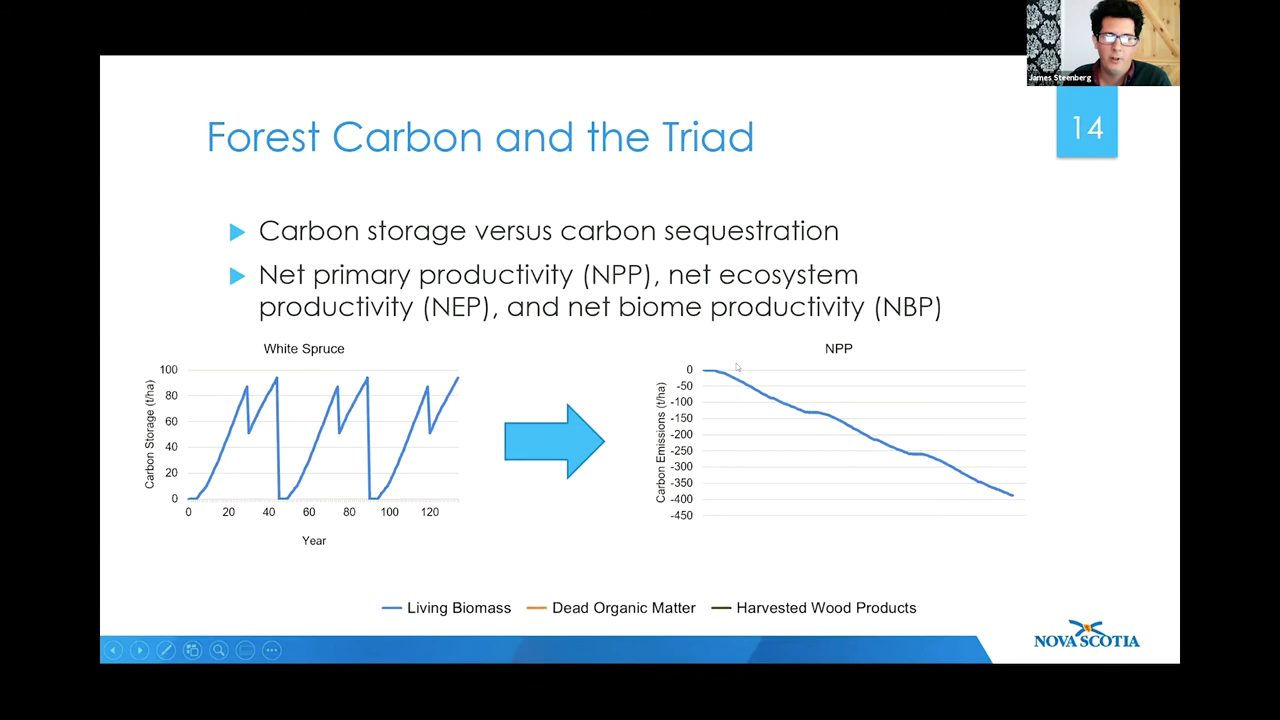 James Steenberg
14
Forest Carbon and the Triad
Carbon storage versus carbon sequestration
Net primary productivity (NPP), net ecosystem
productivity (NEP), and net biome productivity (NBP)
White Spruce
Carbon Storage (t/ha)
100
80
60
40
20
0
0 20 40 60 80 100 120
Year
NPP
Carbon Emissions (t/ha)
0
-50
-100
-150
-200
-250
-300
-350
-400
-450
Living Biomass Dead Organic Matter Harvested Wood Products
NOVA SCOTIA